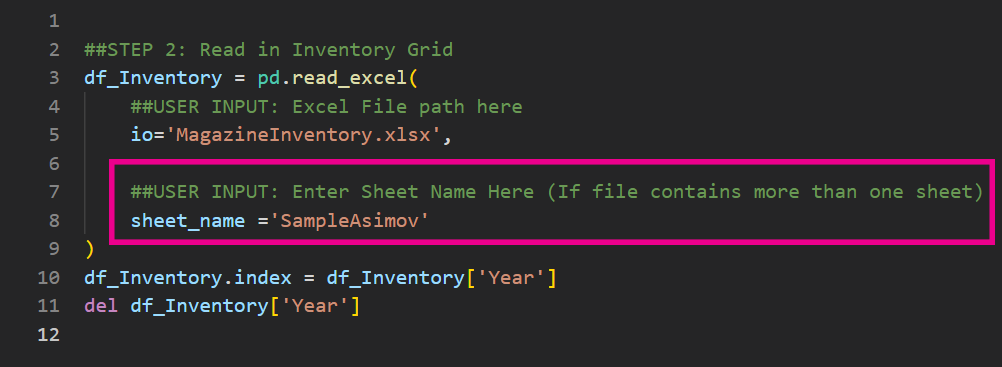 1
2 ##STEP 2: Read in Inventory Grid
3 df_Inventory = pd.read_excel(
4     ##USER INPUT: Excel File path here
5     io='MagazineInventory.xlsx',
6
7     ##USER INPUT: Enter Sheet Name Here (If file contains more than one sheet)
8     sheet_name ='SampleAsimov'
9 )
10 df_Inventory.index = df_Inventory['Year']
11 del df_Inventory['Year']
12